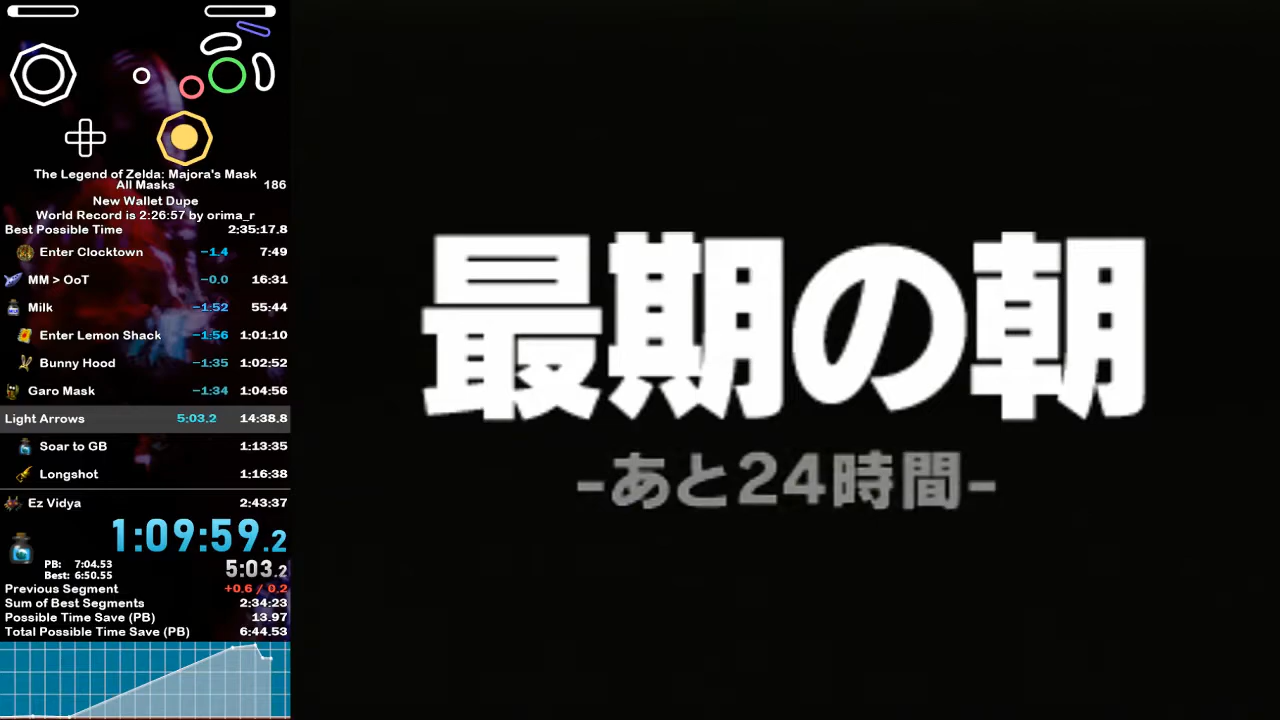 The Legend of Zelda: Majora's Mask
All Masks 186
New Wallet Dupe
World Record is 2:26:57 by orima_r
Best Possible Time 2:35:17.8
Enter Clocktown −1.4 7:49
MM > OoT −0.0 16:31
Milk −1:52 55:44
Enter Lemon Shack −1:56 1:01:10
Bunny Hood −1:35 1:02:52
Garo Mask −1:34 1:04:56
Light Arrows 5:03.2 14:38.8
Soar to GB 1:13:35
Longshot 1:16:38
Ez Vidya 2:43:37
1:09:59.2
PB: 7:04.53 5:03.2
Best: 6:50.55
Previous Segment +0.6 / 0.2
Sum of Best Segments 2:34:23
Possible Time Save (PB) 13.97
Total Possible Time Save (PB) 6:44.53
最期の朝
-あと24時間-